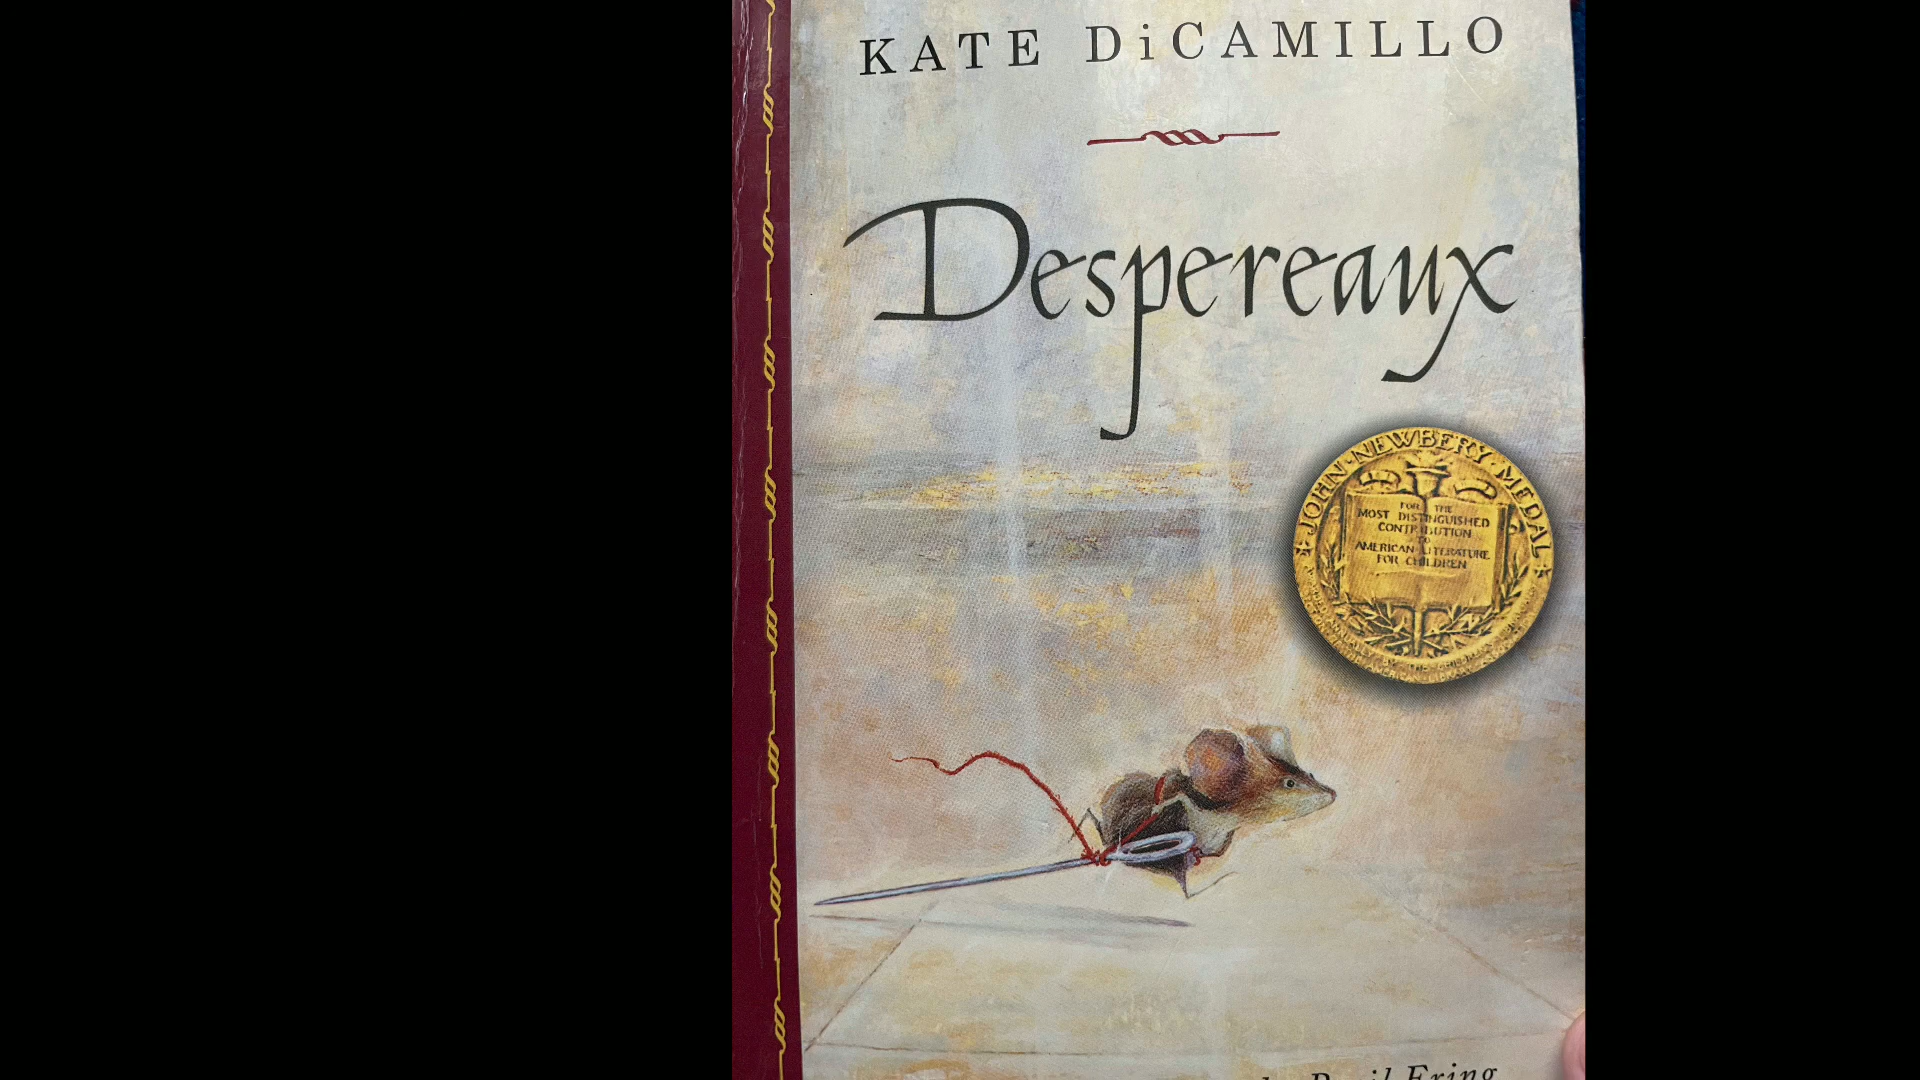 KATE DiCAMILLO
Despereaux
JOHN · NEWBERY · MEDAL
FOR THE
MOST DISTINGUISHED
CONTRIBUTION
TO
AMERICAN LITERATURE
FOR CHILDREN